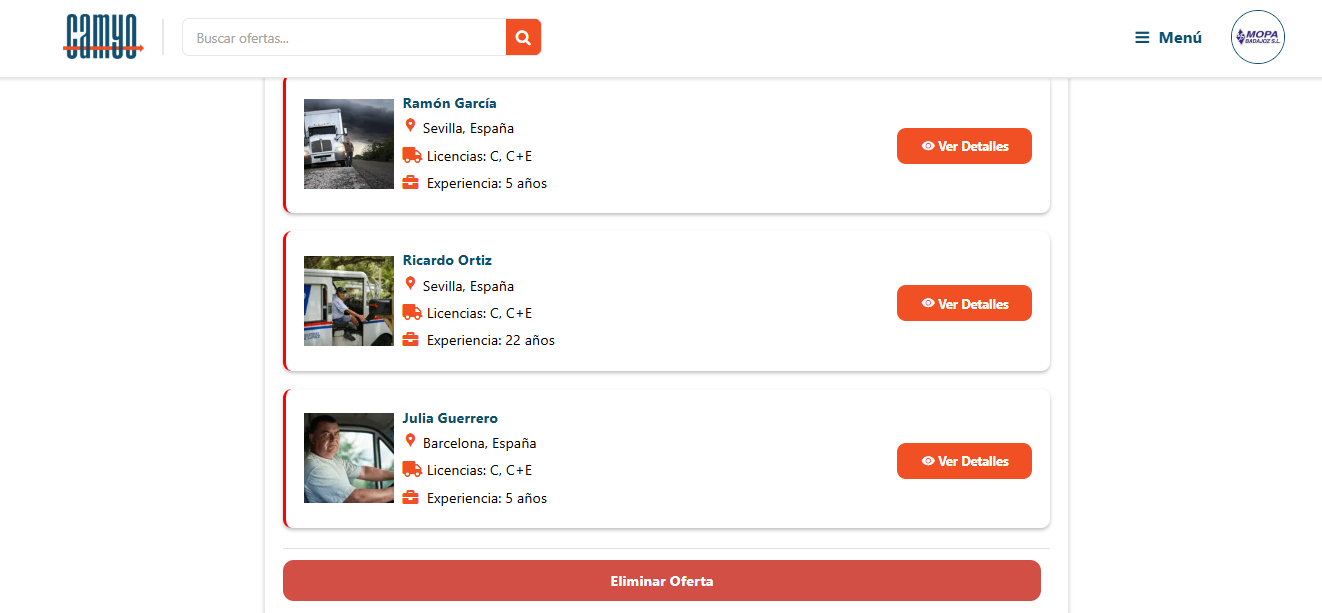 camyo
Buscar ofertas...
Menú
MOPA
BADAJOZ S.L.
Ramón García
Sevilla, España
Licencias: C, C+E
Experiencia: 5 años
Ver Detalles
Ricardo Ortiz
Sevilla, España
Licencias: C, C+E
Experiencia: 22 años
Ver Detalles
Julia Guerrero
Barcelona, España
Licencias: C, C+E
Experiencia: 5 años
Ver Detalles
Eliminar Oferta